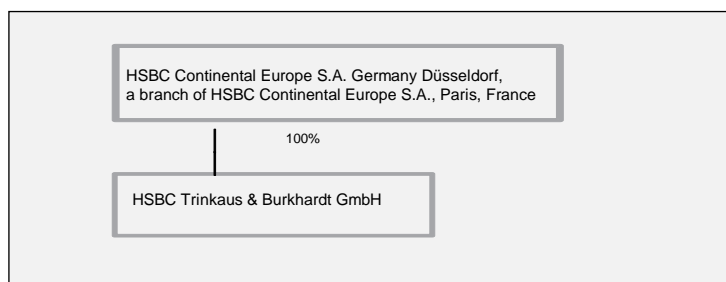 HSBC Continental Europe S.A. Germany Düsseldorf,
a branch of HSBC Continental Europe S.A., Paris, France
100%
HSBC Trinkaus & Burkhardt GmbH